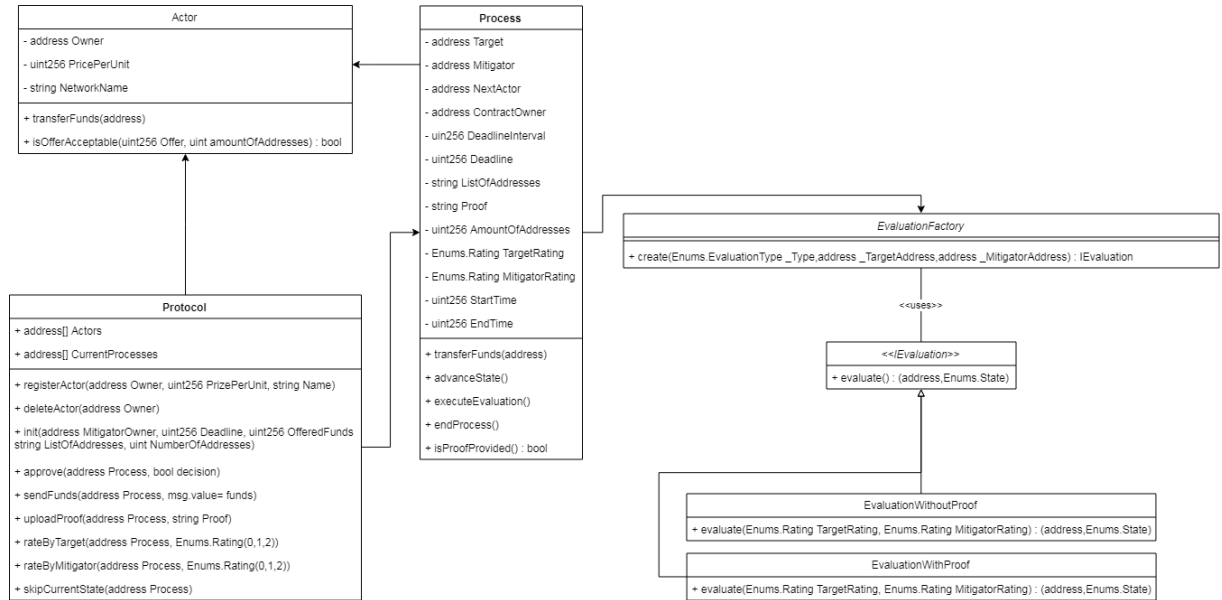 Actor
- address Owner
- uint256 PricePerUnit
- string NetworkName
+ transferFunds(address)
+ isOfferAcceptable(uint256 Offer, uint amountOfAddresses) : bool
Process
- address Target
- address Mitigator
- address NextActor
- address ContractOwner
- uin256 DeadlineInterval
- uint256 Deadline
- string ListOfAddresses
- string Proof
- uint256 AmountOfAddresses
- Enums.Rating TargetRating
- Enums.Rating MitigatorRating
- uint256 StartTime
- uint256 EndTime
+ transferFunds(address)
+ advanceState()
+ executeEvaluation()
+ endProcess()
+ isProofProvided() : bool
Protocol
+ address[] Actors
+ address[] CurrentProcesses
+ registerActor(address Owner, uint256 PrizePerUnit, string Name)
+ deleteActor(address Owner)
+ init(address MitigatorOwner, uint256 Deadline, uint256 OfferedFunds
string ListOfAddresses, uint NumberOfAddresses)
+ approve(address Process, bool decision)
+ sendFunds(address Process, msg.value= funds)
+ uploadProof(address Process, string Proof)
+ rateByTarget(address Process, Enums.Rating(0,1,2))
+ rateByMitigator(address Process, Enums.Rating(0,1,2))
+ skipCurrentState(address Process)
EvaluationFactory
+ create(Enums.EvaluationType _Type,address _TargetAddress,address _MitigatorAddress) : IEvaluation
<<uses>>
<<IEvaluation>>
+ evaluate() : (address,Enums.State)
EvaluationWithoutProof
+ evaluate(Enums.Rating TargetRating, Enums.Rating MitigatorRating) : (address,Enums.State)
EvaluationWithProof
+ evaluate(Enums.Rating TargetRating, Enums.Rating MitigatorRating) : (address,Enums.State)